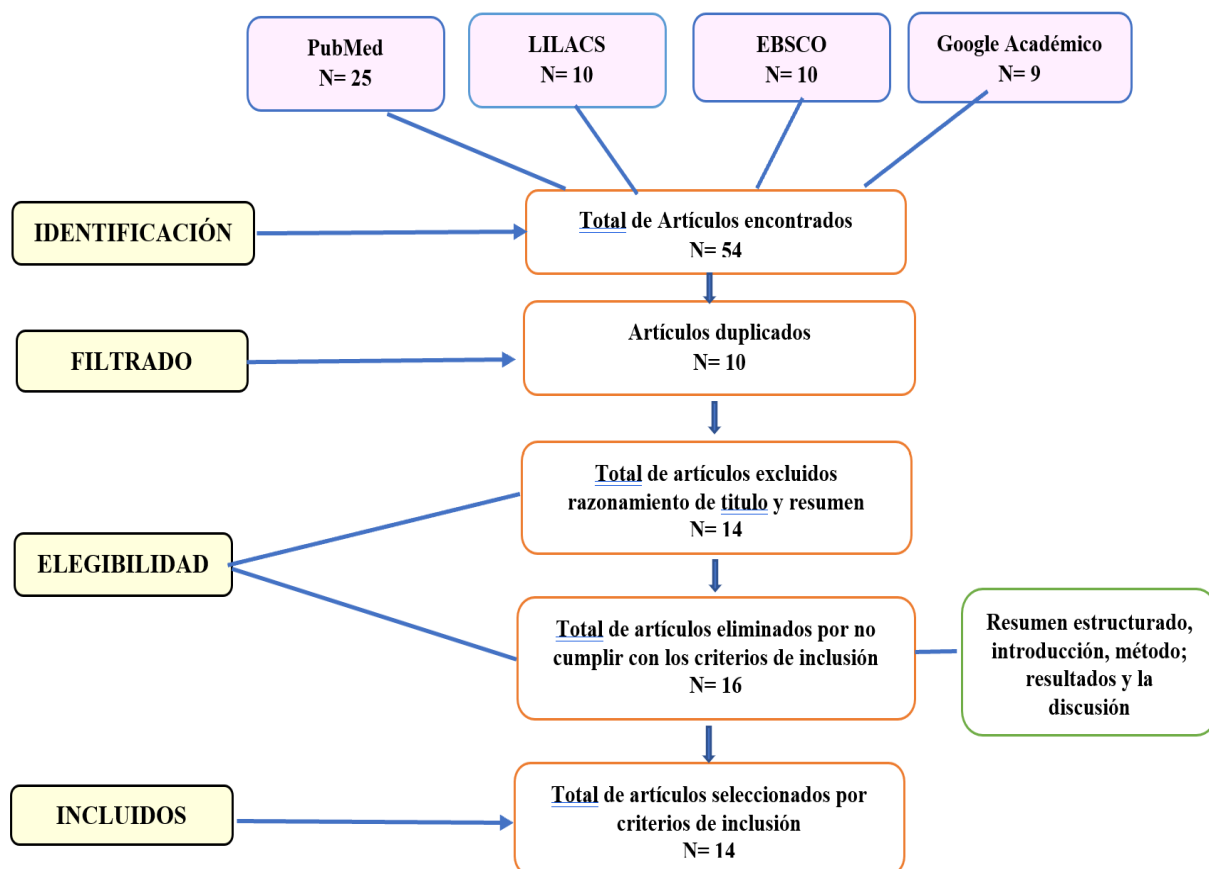 PubMed
N= 25
LILACS
N= 10
EBSCO
N= 10
Google Académico
N= 9
IDENTIFICACIÓN
Total de Artículos encontrados
N= 54
FILTRADO
Artículos duplicados
N= 10
Total de artículos excluidos
razonamiento de titulo y resumen
N= 14
ELEGIBILIDAD
Total de artículos eliminados por no
cumplir con los criterios de inclusión
N= 16
Resumen estructurado,
introducción, método;
resultados y la
discusión
INCLUIDOS
Total de artículos seleccionados por
criterios de inclusión
N= 14